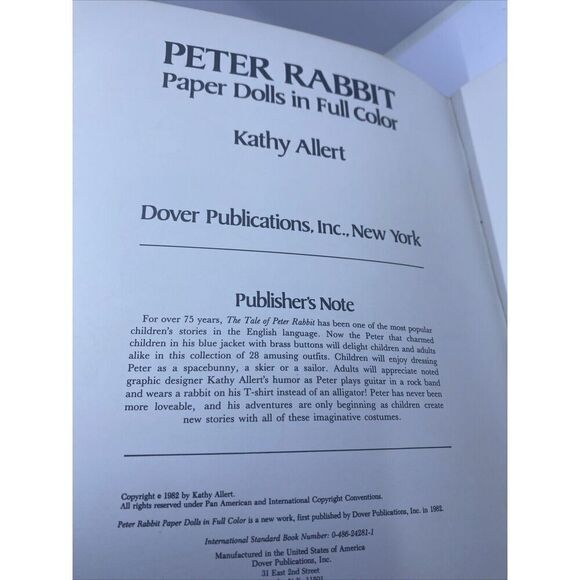 PETER RABBIT
Paper Dolls in Full Color
Kathy Allert
Dover Publications, Inc., New York
Publisher's Note
For over 75 years, The Tale of Peter Rabbit has been one of the most popular
children's stories in the English language. Now the Peter that charmed
children in his blue jacket with brass buttons will delight children and adults
alike in this collection of 28 amusing outfits. Children will enjoy dressing
Peter as a spacebunny, a skier or a sailor. Adults will appreciate noted
graphic designer Kathy Allert's humor as Peter plays guitar in a rock band
and wears a rabbit on his T-shirt instead of an alligator! Peter has never been
more loveable, and his adventures are only beginning as children create
new stories with all of these imaginative costumes.
Copyright © 1982 by Kathy Allert.
All rights reserved under Pan American and International Copyright Conventions.
Peter Rabbit Paper Dolls in Full Color is a new work, first published by Dover Publications, Inc. in 1982.
International Standard Book Number: 0-486-24281-1
Manufactured in the United States of America
Dover Publications, Inc.
31 East 2nd Street